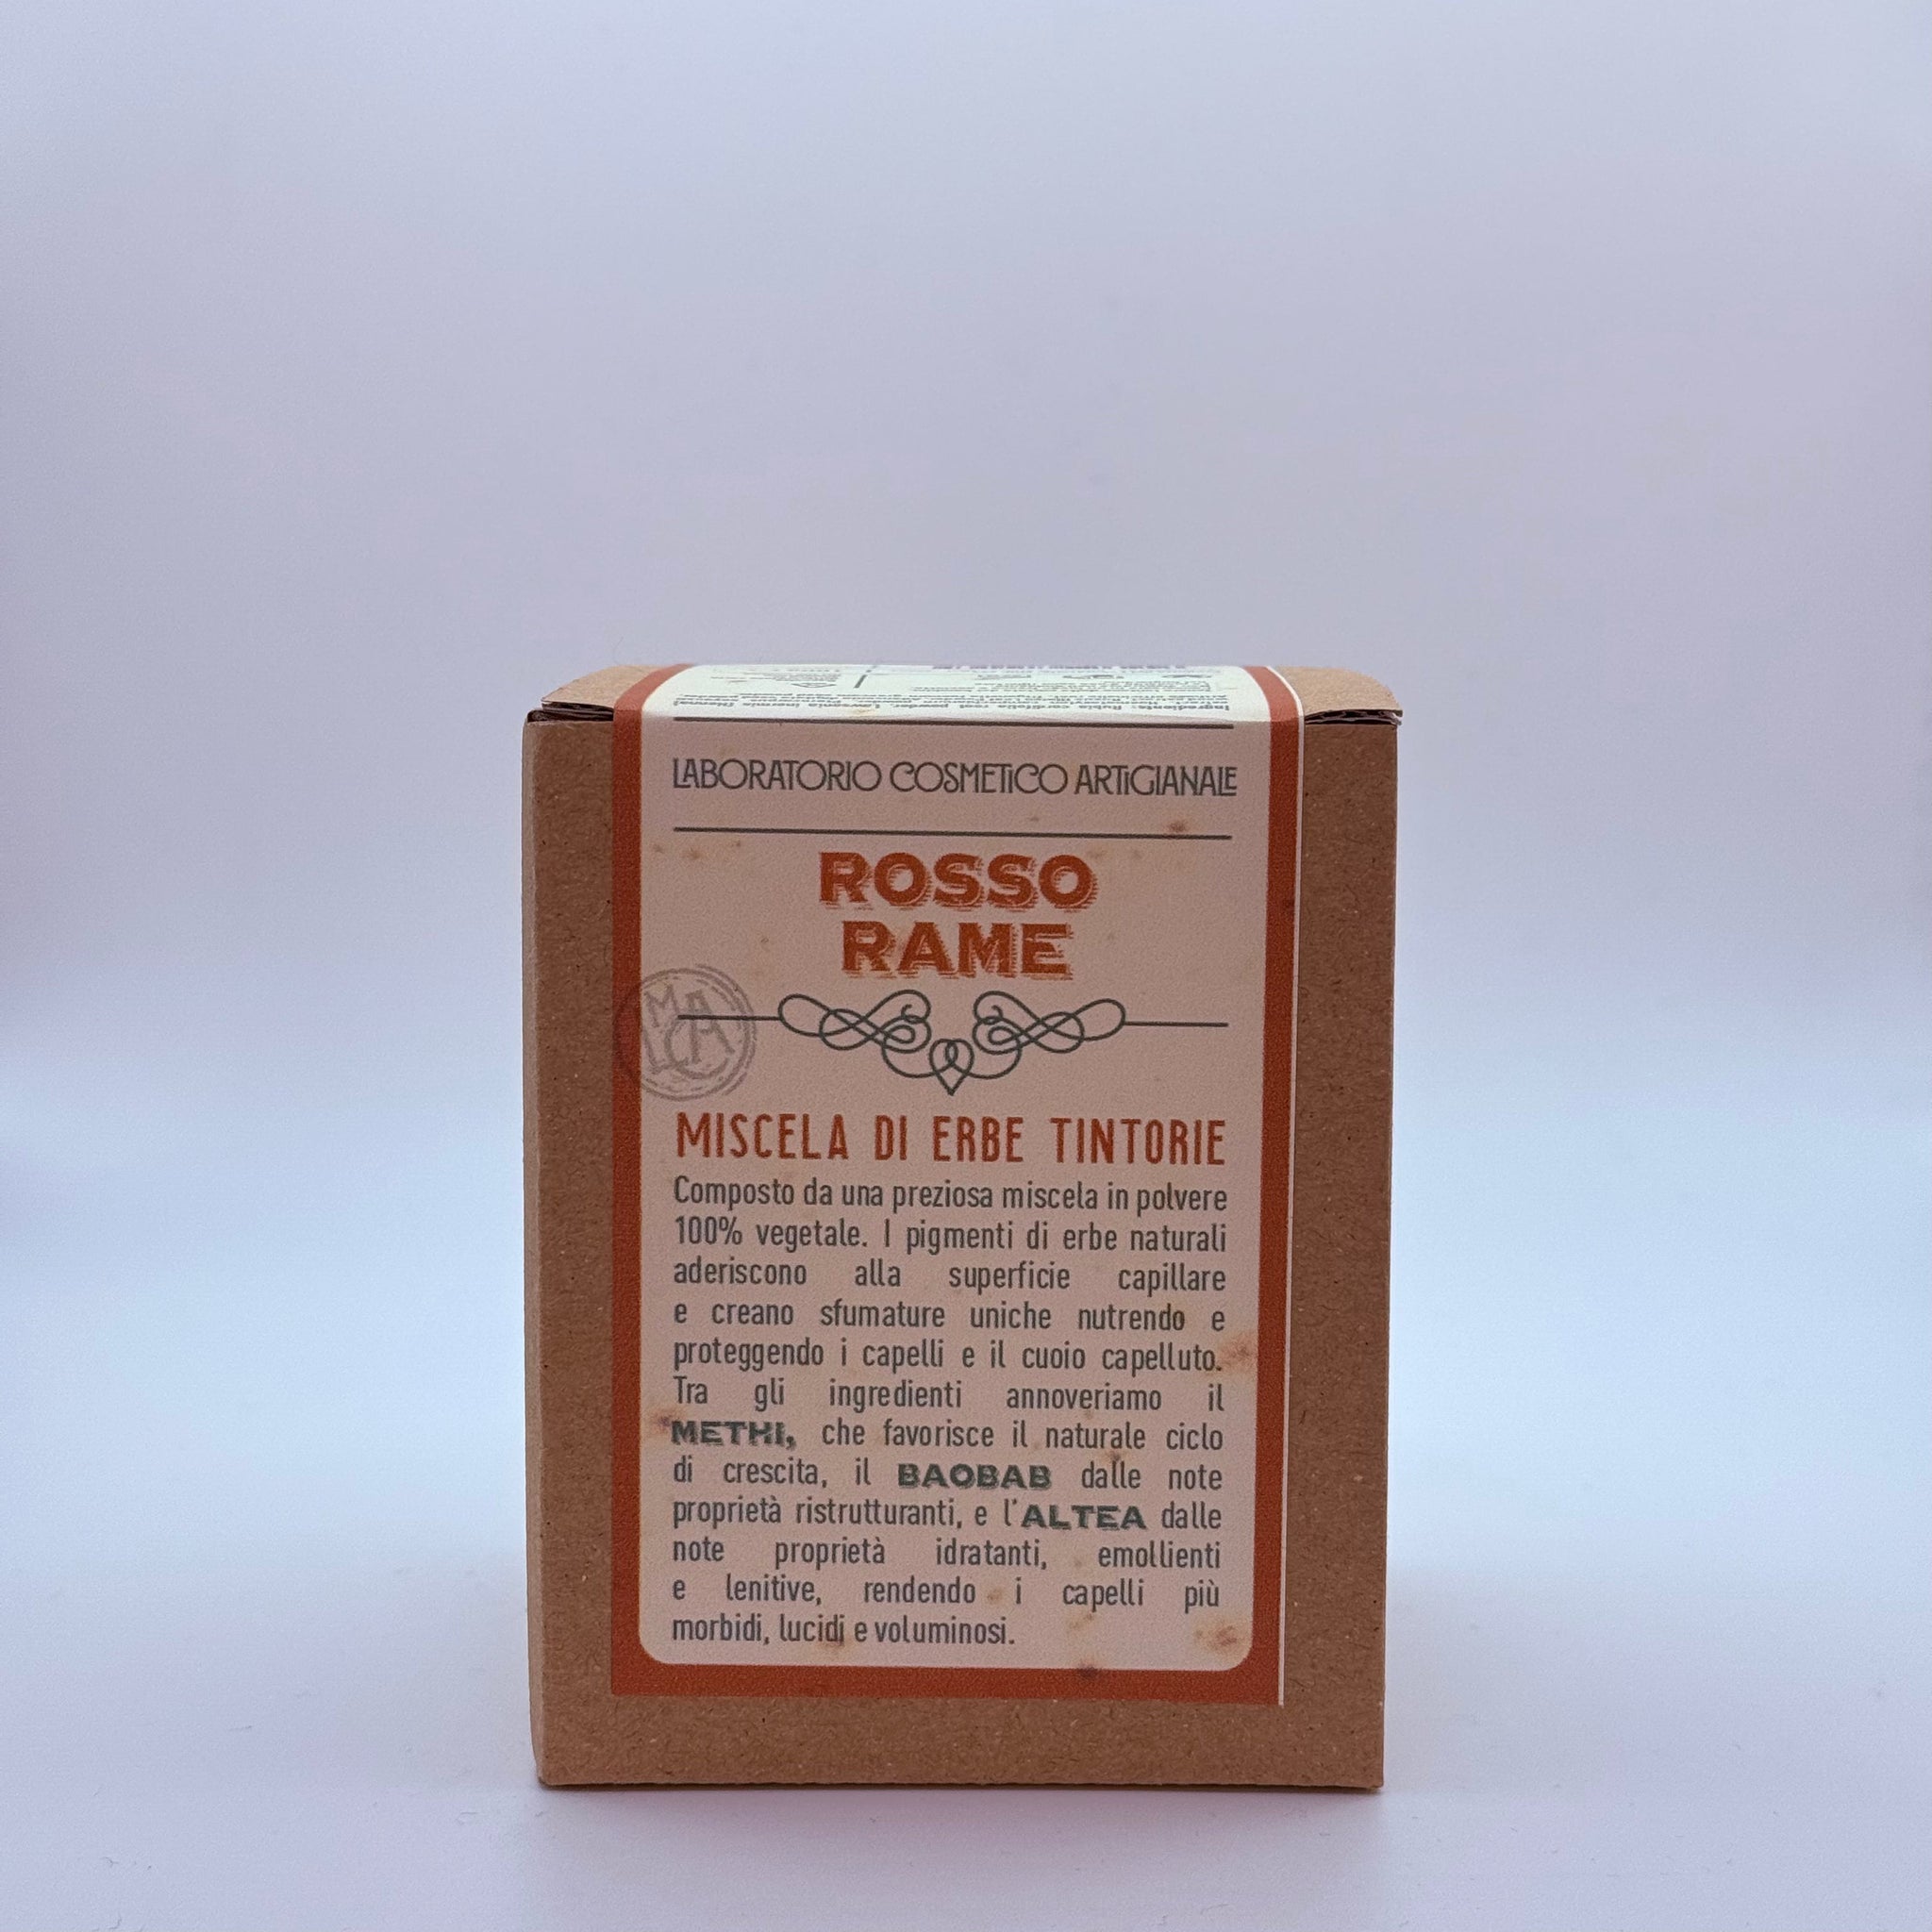 LABORATORIO COSMETICO ARTIGIANALE
ROSSO
RAME
MALCA
MISCELA DI ERBE TINTORIE
Composto da una preziosa miscela in polvere
100% vegetale. I pigmenti di erbe naturali
aderiscono alla superficie capillare
e creano sfumature uniche nutrendo e
proteggendo i capelli e il cuoio capelluto.
Tra gli ingredienti annoveriamo il
METHI, che favorisce il naturale ciclo
di crescita, il BAOBAB dalle note
proprietà ristrutturanti, e l'ALTEA dalle
note proprietà idratanti, emollienti
e lenitive, rendendo i capelli più
morbidi, lucidi e voluminosi.